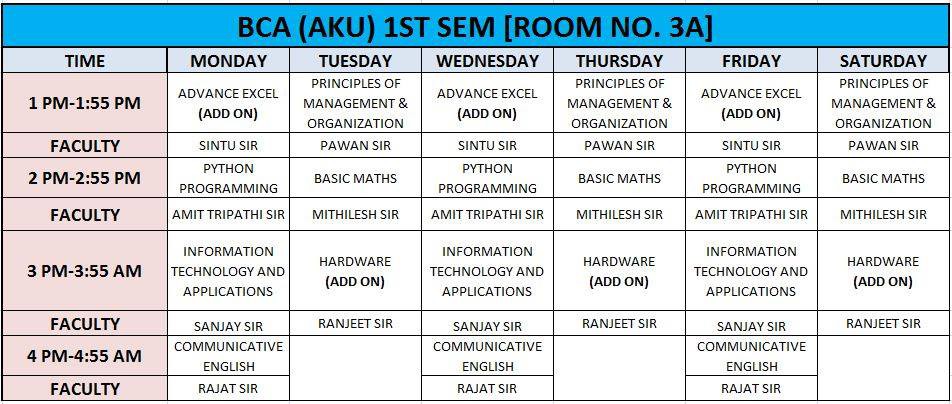 BCA (AKU) 1ST SEM [ROOM NO. 3A]
TIME MONDAY TUESDAY WEDNESDAY THURSDAY FRIDAY SATURDAY
1 PM-1:55 PM
ADVANCE EXCEL
(ADD ON)
PRINCIPLES OF
MANAGEMENT &
ORGANIZATION
ADVANCE EXCEL
(ADD ON)
PRINCIPLES OF
MANAGEMENT &
ORGANIZATION
ADVANCE EXCEL
(ADD ON)
PRINCIPLES OF
MANAGEMENT &
ORGANIZATION
FACULTY SINTU SIR PAWAN SIR SINTU SIR PAWAN SIR SINTU SIR PAWAN SIR
2 PM-2:55 PM
PYTHON
PROGRAMMING
BASIC MATHS
PYTHON
PROGRAMMING
BASIC MATHS
PYTHON
PROGRAMMING
BASIC MATHS
FACULTY AMIT TRIPATHI SIR MITHILESH SIR AMIT TRIPATHI SIR MITHILESH SIR AMIT TRIPATHI SIR MITHILESH SIR
3 PM-3:55 AM
INFORMATION
TECHNOLOGY AND
APPLICATIONS
HARDWARE
(ADD ON)
INFORMATION
TECHNOLOGY AND
APPLICATIONS
HARDWARE
(ADD ON)
INFORMATION
TECHNOLOGY AND
APPLICATIONS
HARDWARE
(ADD ON)
FACULTY SANJAY SIR RANJEET SIR SANJAY SIR RANJEET SIR SANJAY SIR RANJEET SIR
4 PM-4:55 AM
COMMUNICATIVE
ENGLISH
COMMUNICATIVE
ENGLISH
COMMUNICATIVE
ENGLISH
FACULTY RAJAT SIR RAJAT SIR RAJAT SIR